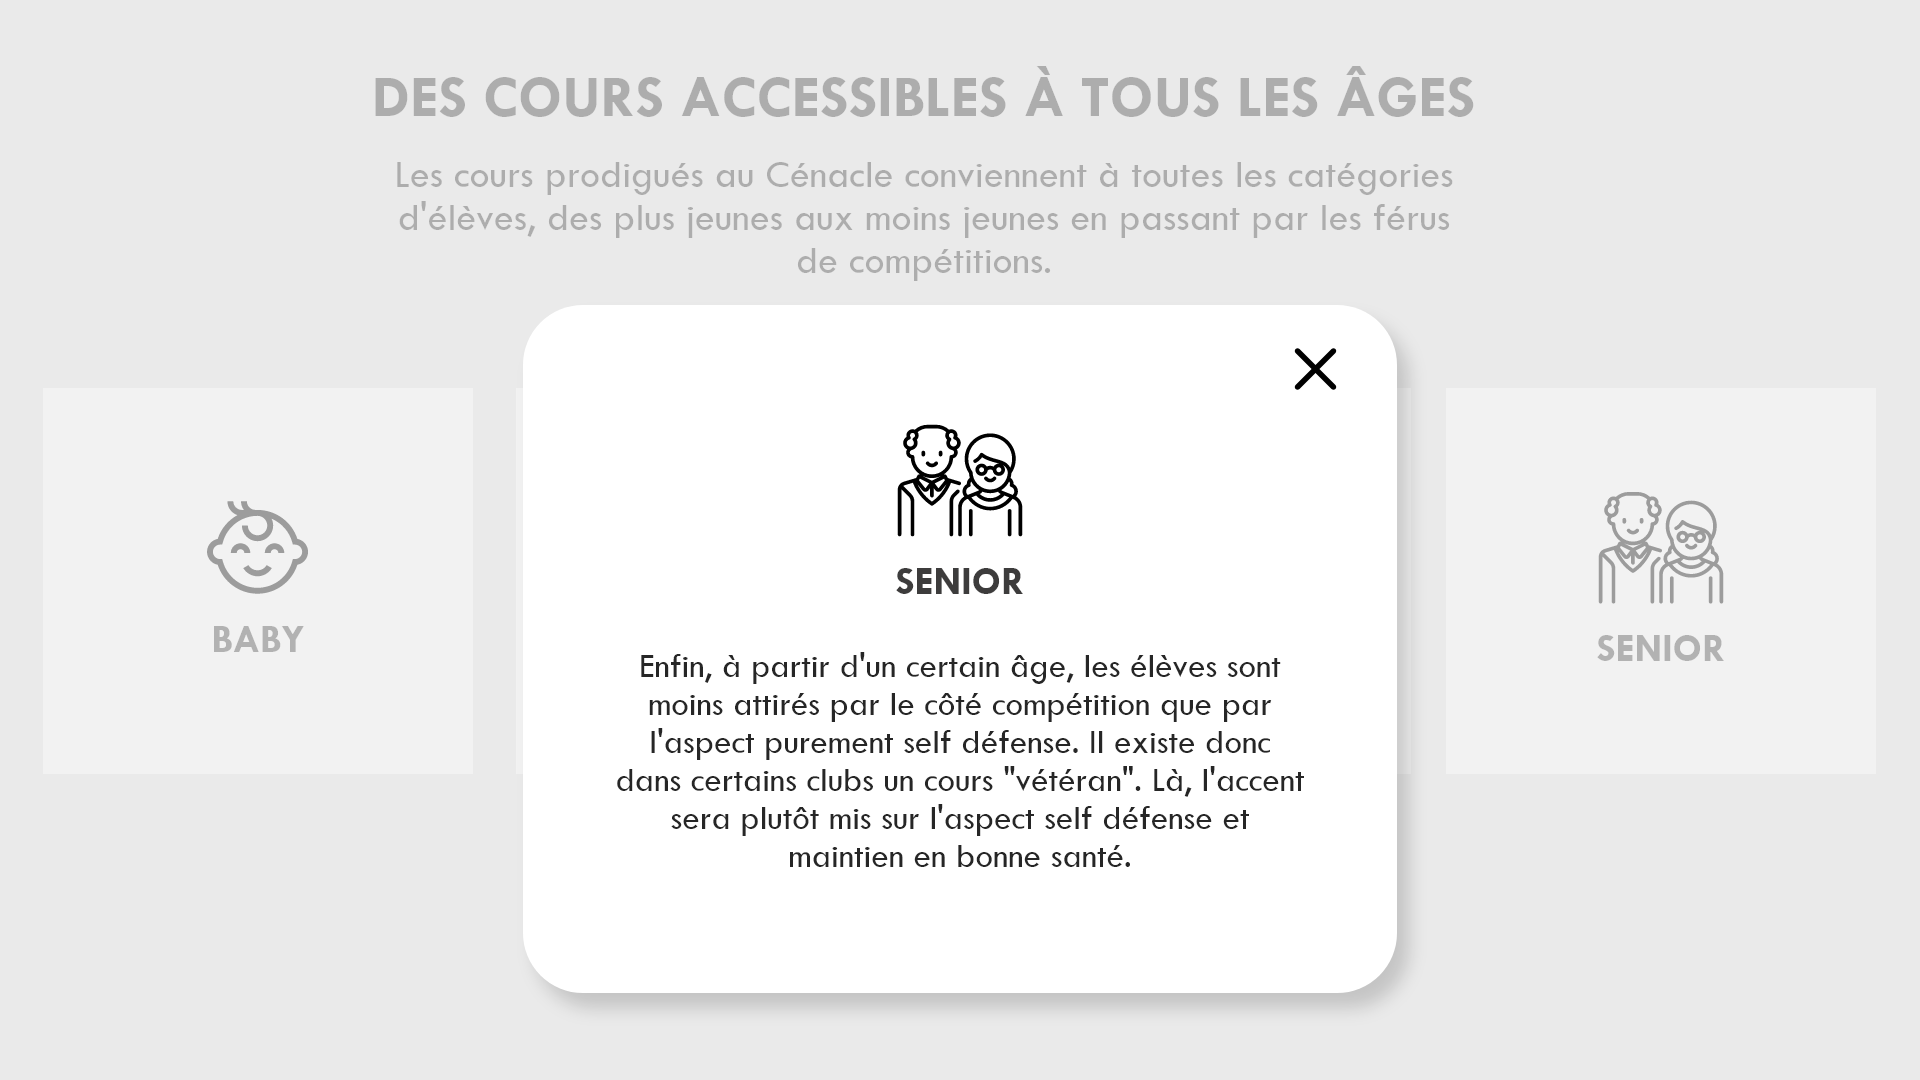 DES COURS ACCESSIBLES À TOUS LES ÂGES
Les cours prodigués au Cénacle conviennent à toutes les catégories
d'élèves, des plus jeunes aux moins jeunes en passant par les férus
de compétitions.
BABY
SENIOR
Enfin, à partir d'un certain âge, les élèves sont
moins attirés par le côté compétition que par
l'aspect purement self défense. Il existe donc
dans certains clubs un cours "vétéran". Là, l'accent
sera plutôt mis sur l'aspect self défense et
maintien en bonne santé.
SENIOR